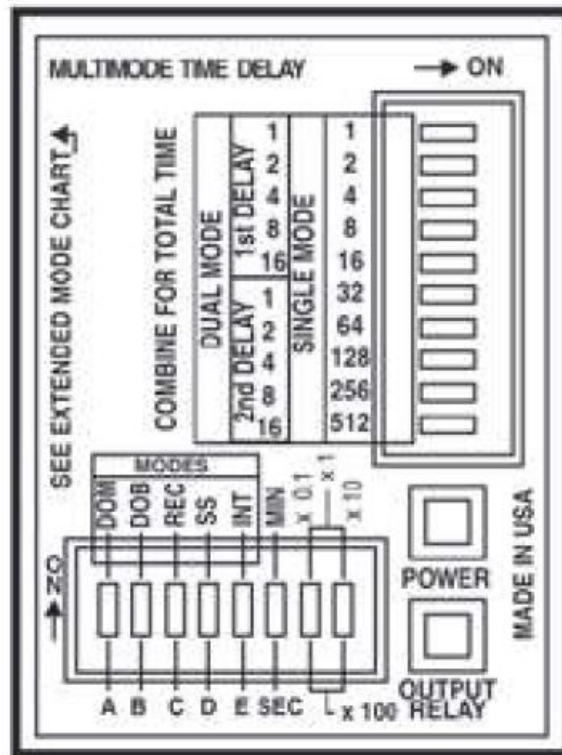 MULTIMODE TIME DELAY → ON
SEE EXTENDED MODE CHART
COMBINE FOR TOTAL TIME
DUAL MODE
1st DELAY
1
2
4
8
16
2nd DELAY
1
2
4
8
16
SINGLE MODE
1
2
4
8
16
32
64
128
256
512
MODES
DOM DOB REC SS INT MIN x 0.1 x 1 x 10
→ ON
A B C D E SEC x 100
POWER
OUTPUT
RELAY
MADE IN USA